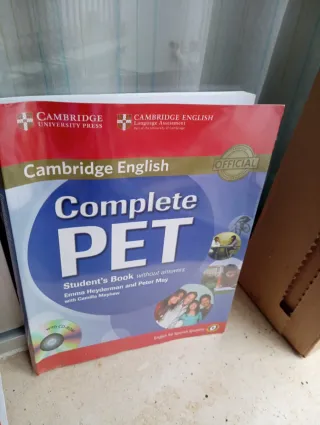 CAMBRIDGE
UNIVERSITY PRESS
CAMBRIDGE ENGLISH
Language Assessment
Cambridge English
OFFICIAL
Complete
PET
Student's Book without answers
Emma Heyderman and Peter May
with Camilla Mayhew